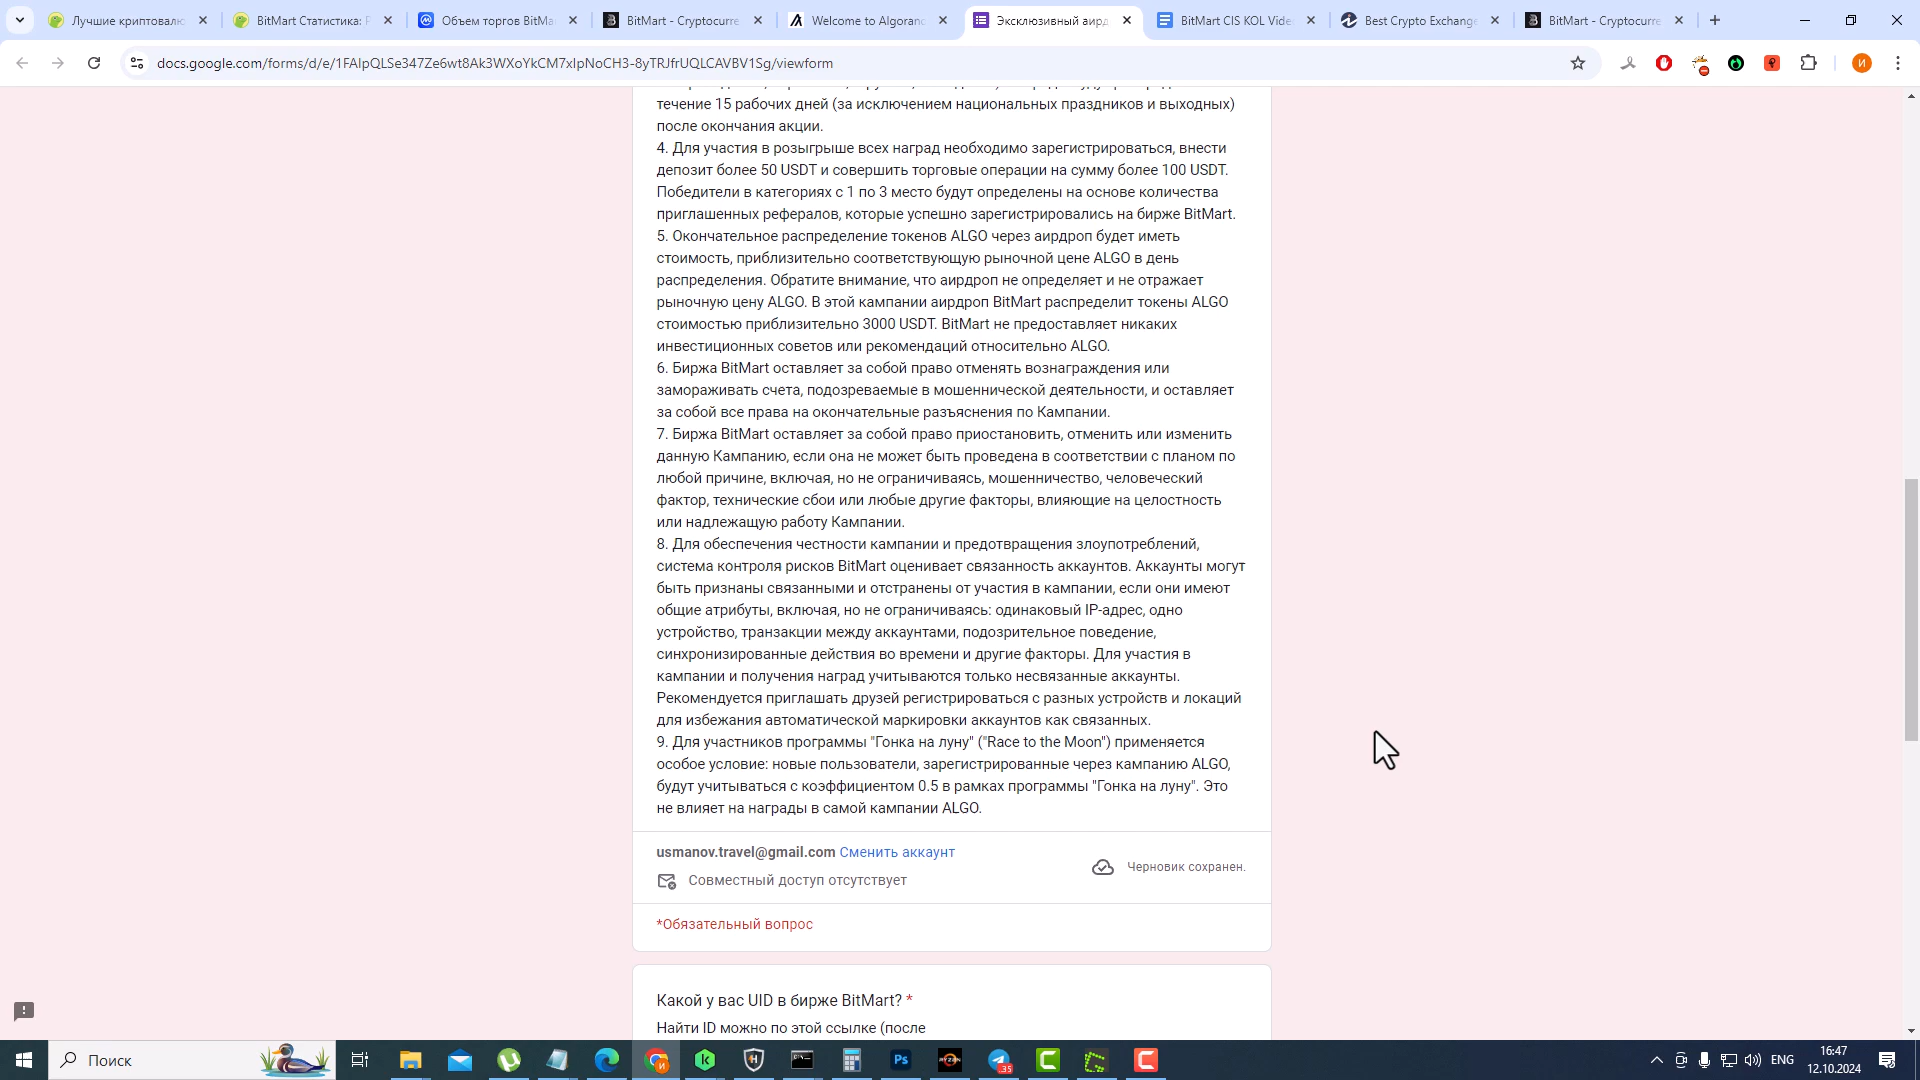 Лучшие криптовалю
BitMart Статистика: F
Объем торгов BitMa
BitMart - Cryptocurre
Welcome to Algoran
Эксклюзивный аирд
BitMart CIS KOL Vide
Best Crypto Exchange
BitMart - Cryptocurre
docs.google.com/forms/d/e/1FAIpQLSe347Ze6wt8Ak3WXoYkCM7xIpNoCH3-8yTRJfrUQLCAVBV1Sg/viewform
течение 15 рабочих дней (за исключением национальных праздников и выходных)
после окончания акции.
4. Для участия в розыгрыше всех наград необходимо зарегистрироваться, внести
депозит более 50 USDT и совершить торговые операции на сумму более 100 USDT.
Победители в категориях с 1 по 3 место будут определены на основе количества
приглашенных рефералов, которые успешно зарегистрировались на бирже BitMart.
5. Окончательное распределение токенов ALGO через аирдроп будет иметь
стоимость, приблизительно соответствующую рыночной цене ALGO в день
распределения. Обратите внимание, что аирдроп не определяет и не отражает
рыночную цену ALGO. В этой кампании аирдроп BitMart распределит токены ALGO
стоимостью приблизительно 3000 USDT. BitMart не предоставляет никаких
инвестиционных советов или рекомендаций относительно ALGO.
6. Биржа BitMart оставляет за собой право отменять вознаграждения или
замораживать счета, подозреваемые в мошеннической деятельности, и оставляет
за собой все права на окончательные разъяснения по Кампании.
7. Биржа BitMart оставляет за собой право приостановить, отменить или изменить
данную Кампанию, если она не может быть проведена в соответствии с планом по
любой причине, включая, но не ограничиваясь, мошенничество, человеческий
фактор, технические сбои или любые другие факторы, влияющие на целостность
или надлежащую работу Кампании.
8. Для обеспечения честности кампании и предотвращения злоупотреблений,
система контроля рисков BitMart оценивает связанность аккаунтов. Аккаунты могут
быть признаны связанными и отстранены от участия в кампании, если они имеют
общие атрибуты, включая, но не ограничиваясь: одинаковый IP-адрес, одно
устройство, транзакции между аккаунтами, подозрительное поведение,
синхронизированные действия во времени и другие факторы. Для участия в
кампании и получения наград учитываются только несвязанные аккаунты.
Рекомендуется приглашать друзей регистрироваться с разных устройств и локаций
для избежания автоматической маркировки аккаунтов как связанных.
9. Для участников программы "Гонка на луну" ("Race to the Moon") применяется
особое условие: новые пользователи, зарегистрированные через кампанию ALGO,
будут учитываться с коэффициентом 0.5 в рамках программы "Гонка на луну". Это
не влияет на награды в самой кампании ALGO.
usmanov.travel@gmail.com Сменить аккаунт
Черновик сохранен.
Совместный доступ отсутствует
*Обязательный вопрос
Какой у вас UID в бирже BitMart? *
Найти ID можно по этой ссылке (после
Поиск
Ps
RYZEN
35
ENG
16:47
12.10.2024